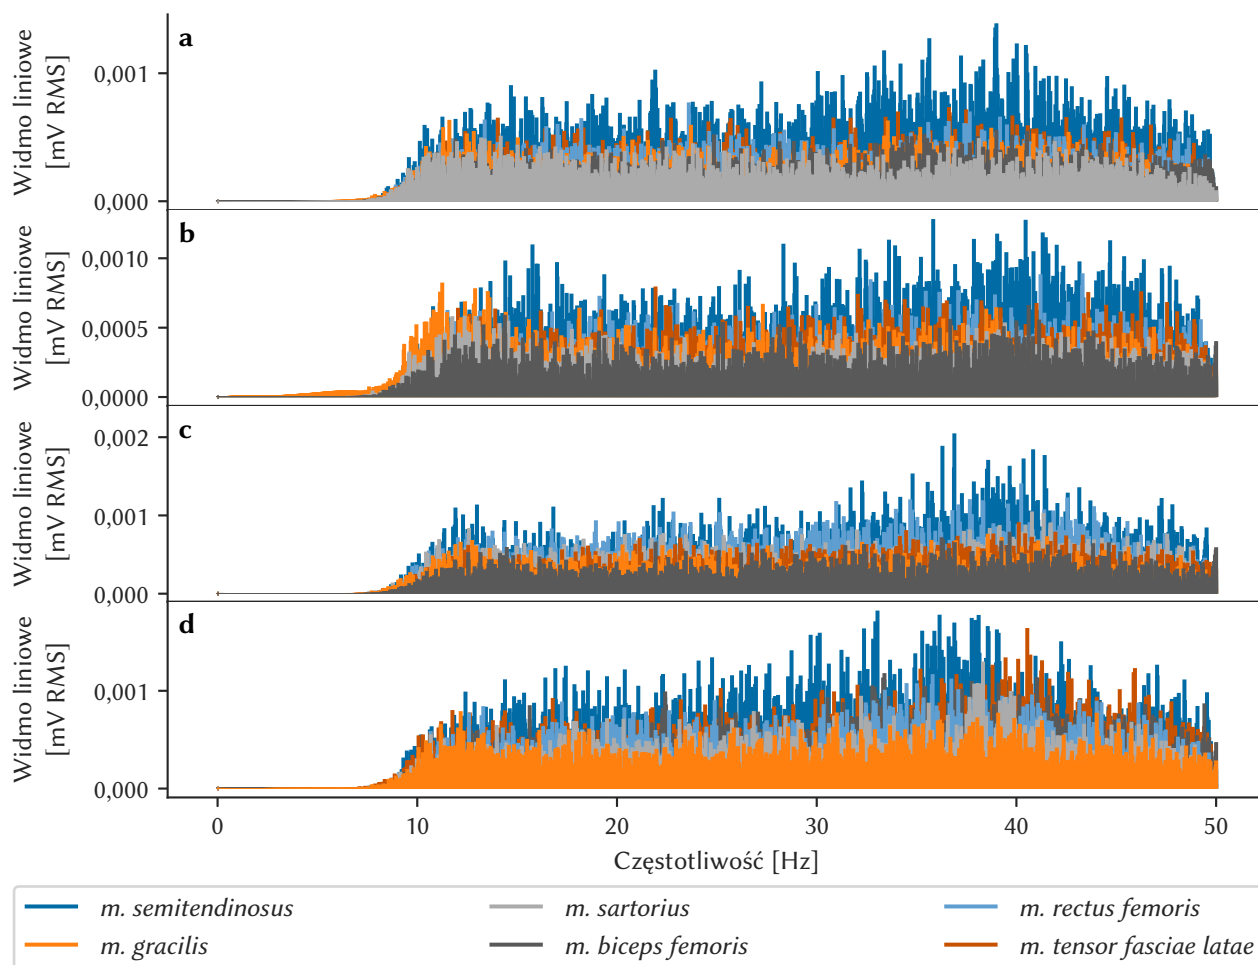 a
Widmo liniowe
[mV RMS]
0,001
0,000
b
Widmo liniowe
[mV RMS]
0,0010
0,0005
0,0000
c
Widmo liniowe
[mV RMS]
0,002
0,001
0,000
d
Widmo liniowe
[mV RMS]
0,001
0,000
0 10 20 30 40 50
Częstotliwość [Hz]
m. semitendinosus m. sartorius m. rectus femoris
m. gracilis m. biceps femoris m. tensor fasciae latae